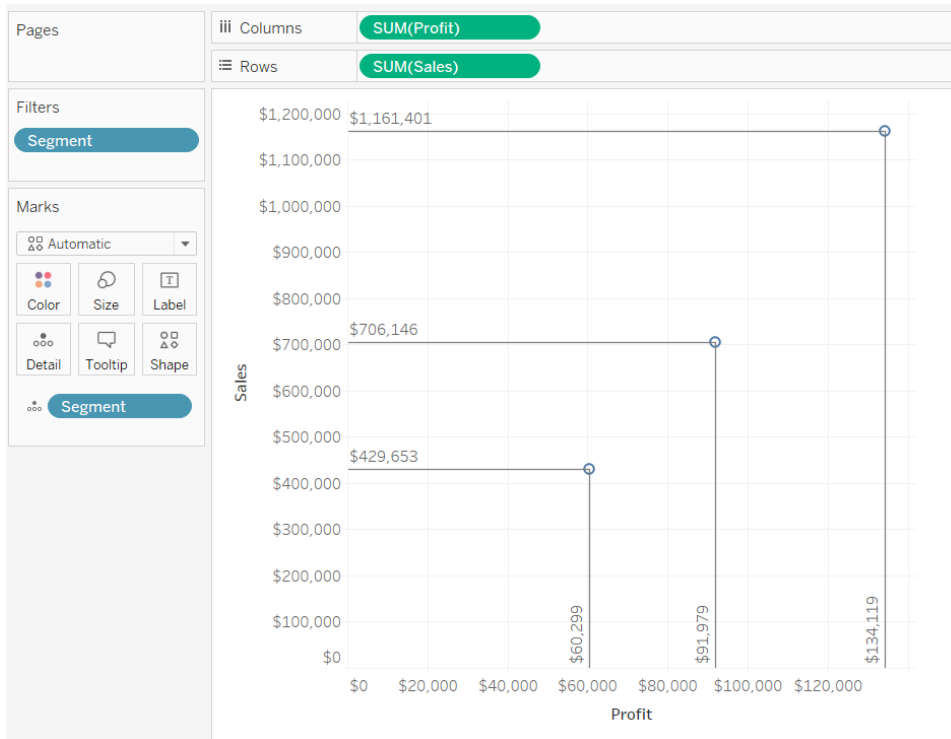 Pages
Columns
SUM(Profit)
Rows
SUM(Sales)
Filters
Segment
Marks
Automatic
Color
Size
Label
Detail
Tooltip
Shape
Segment
Sales
$1,200,000
$1,100,000
$1,000,000
$900,000
$800,000
$700,000
$600,000
$500,000
$400,000
$300,000
$200,000
$100,000
$0
$1,161,401
$706,146
$429,653
$60,299
$91,979
$134,119
$0 $20,000 $40,000 $60,000 $80,000 $100,000 $120,000
Profit